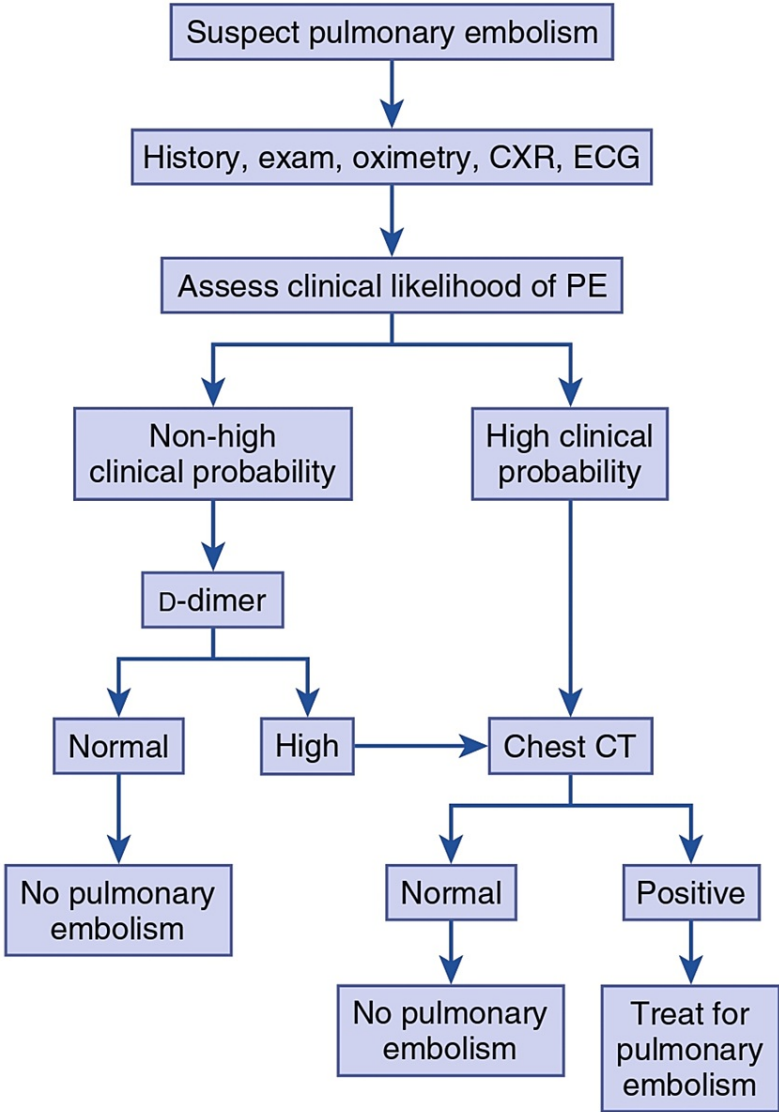 Suspect pulmonary embolism
History, exam, oximetry, CXR, ECG
Assess clinical likelihood of PE
Non-high
clinical probability
High clinical
probability
D-dimer
Normal
High
Chest CT
No pulmonary
embolism
Normal
Positive
No pulmonary
embolism
Treat for
pulmonary
embolism